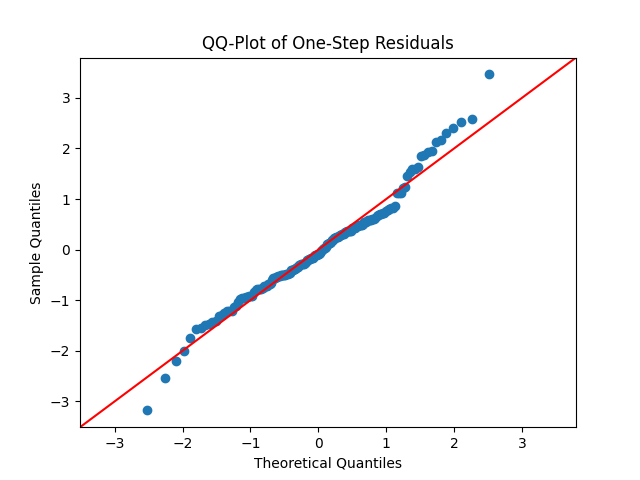 QQ-Plot of One-Step Residuals
3
2
1
0
−1
−2
−3
Sample Quantiles
−3 −2 −1 0 1 2 3
Theoretical Quantiles